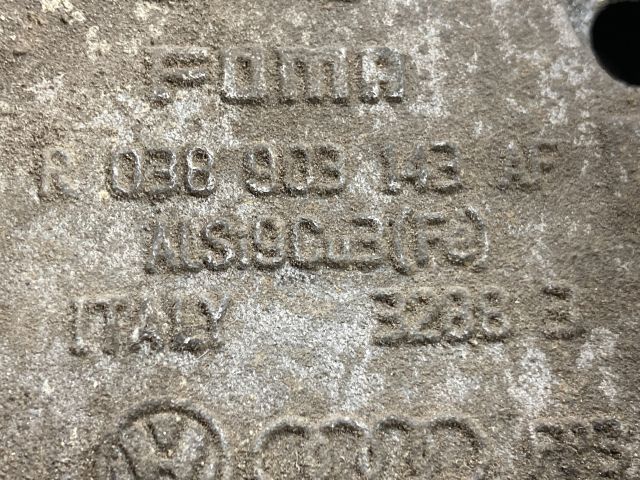 FOMA
R 038 903 143 AF
ALSi9Cu3(Fe)
ITALY 3288 3